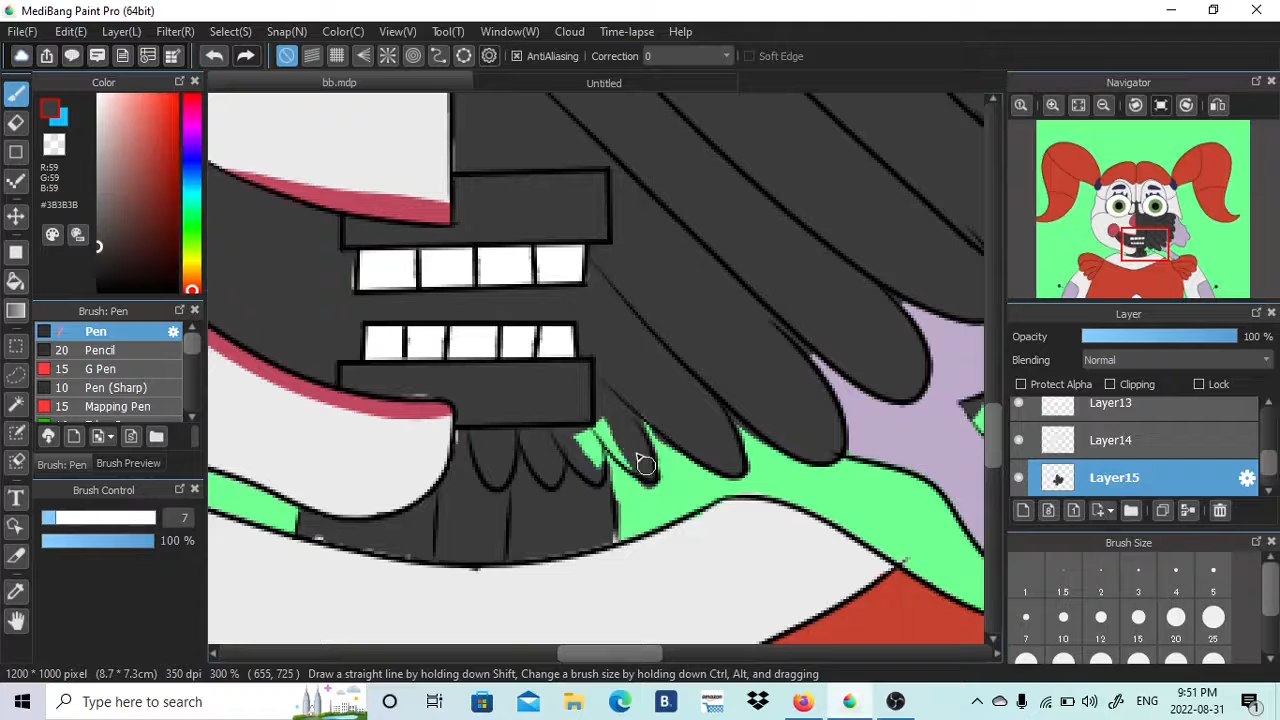 MediBang Paint Pro (64bit)
File(F) Edit(E) Layer(L) Filter(R) Select(S) Snap(N) Color(C) View(V) Tool(T) Window(W) Cloud Time-lapse Help
AntiAliasing Correction 0 Soft Edge
Color
bb.mdp Untitled
Navigator
R:59
G:59
B:59
#3B3B3B
Brush: Pen
Pen
20 Pencil
15 G Pen
10 Pen (Sharp)
15 Mapping Pen
Brush: Pen Brush Preview
Brush Control
7
100 %
Layer
Opacity 100 %
Blending Normal
Protect Alpha Clipping Lock
Layer13
Layer14
Layer15
Brush Size
1 1.5 2 3 4 5
7 10 12 15 20 25
1200 * 1000 pixel (8.7 * 7.3cm) 350 dpi 300 % ( 655, 725 ) Draw a straight line by holding down Shift, Change a brush size by holding down Ctrl, Alt, and dragging
Type here to search
ENG
9:51 PM
2022-08-31